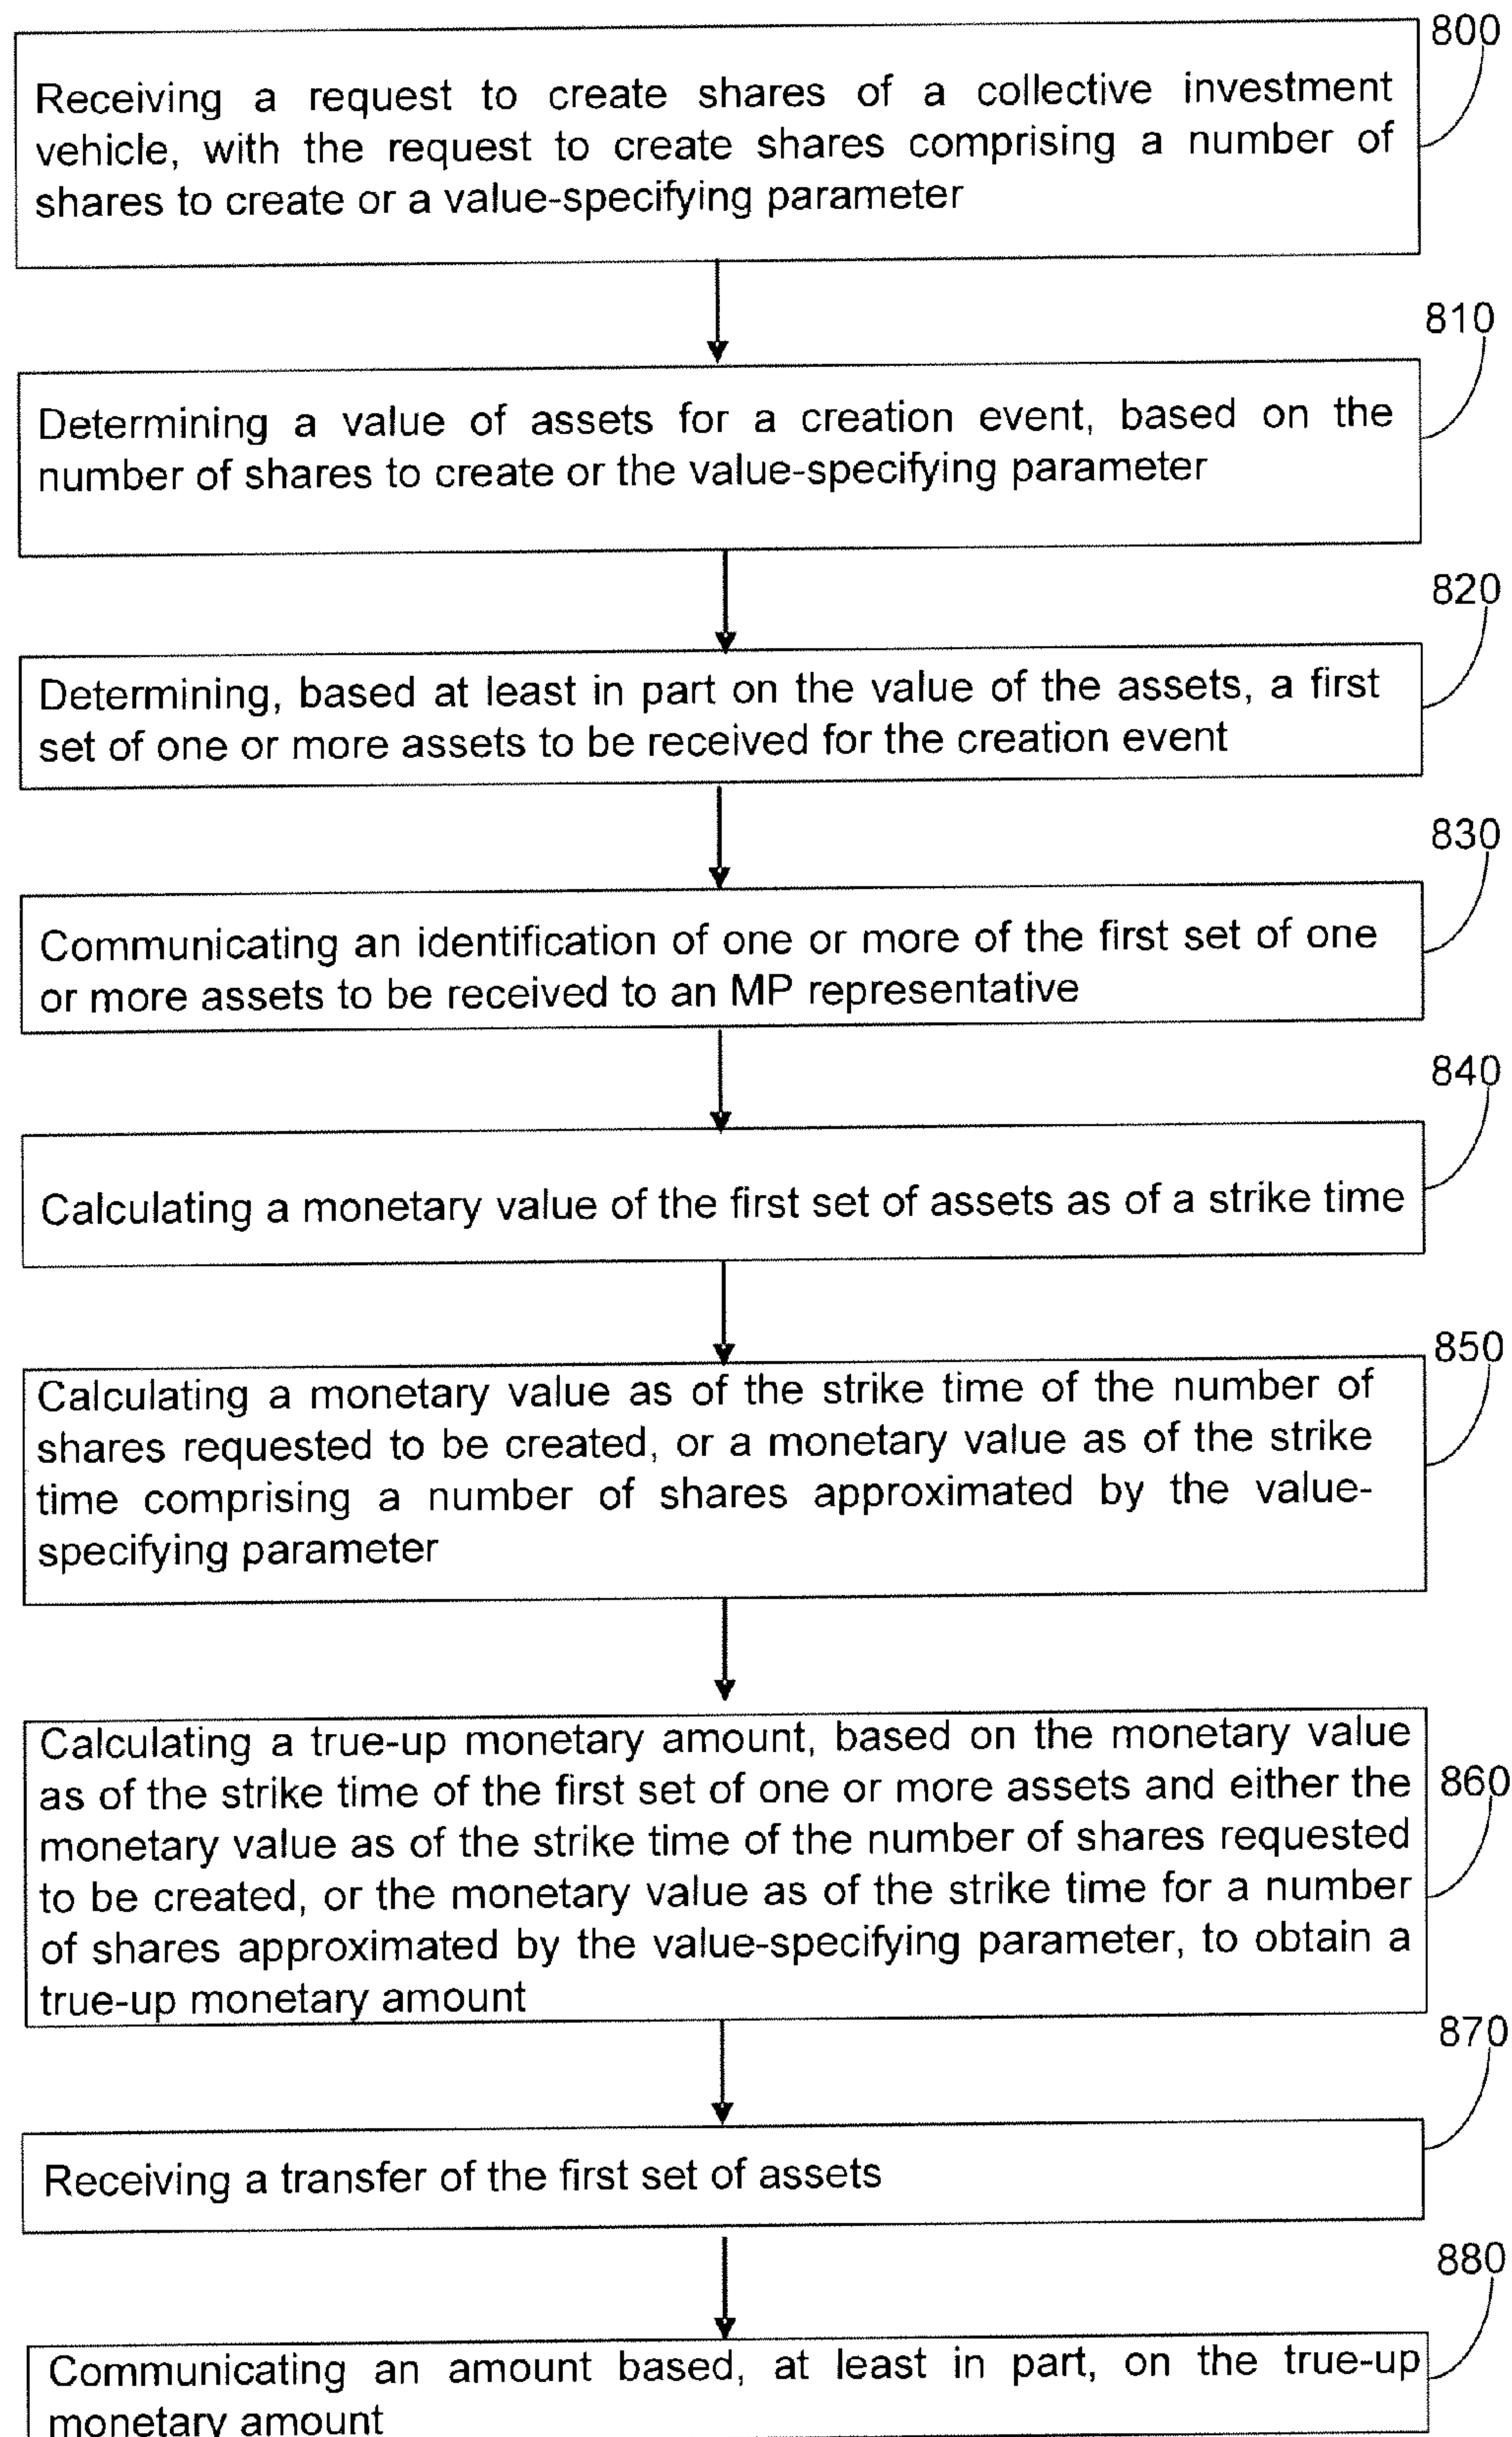 800
Receiving a request to create shares of a collective investment
vehicle, with the request to create shares comprising a number of
shares to create or a value-specifying parameter
810
Determining a value of assets for a creation event, based on the
number of shares to create or the value-specifying parameter
820
Determining, based at least in part on the value of the assets, a first
set of one or more assets to be received for the creation event
830
Communicating an identification of one or more of the first set of one
or more assets to be received to an MP representative
840
Calculating a monetary value of the first set of assets as of a strike time
850
Calculating a monetary value as of the strike time of the number of
shares requested to be created, or a monetary value as of the strike
time comprising a number of shares approximated by the value-
specifying parameter
860
Calculating a true-up monetary amount, based on the monetary value
as of the strike time of the first set of one or more assets and either the
monetary value as of the strike time of the number of shares requested
to be created, or the monetary value as of the strike time for a number
of shares approximated by the value-specifying parameter, to obtain a
true-up monetary amount
870
Receiving a transfer of the first set of assets
880
Communicating an amount based, at least in part, on the true-up
monetary amount